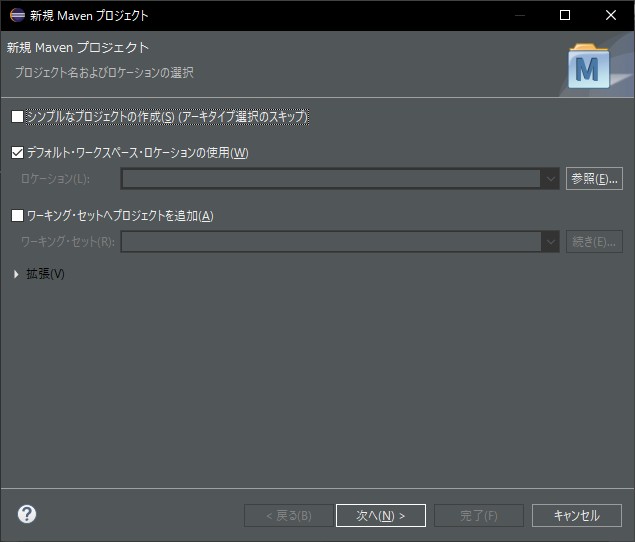 新規 Maven プロジェクト
新規 Maven プロジェクト
プロジェクト名およびロケーションの選択
M
シンプルなプロジェクトの作成(S) (アーキタイプ選択のスキップ)
デフォルト・ワークスペース・ロケーションの使用(W)
ロケーション(L): 参照(E)...
ワーキング・セットへプロジェクトを追加(A)
ワーキング・セット(R): 続き(E)...
拡張(V)
? < 戻る(B) 次へ(N) > 完了(F) キャンセル